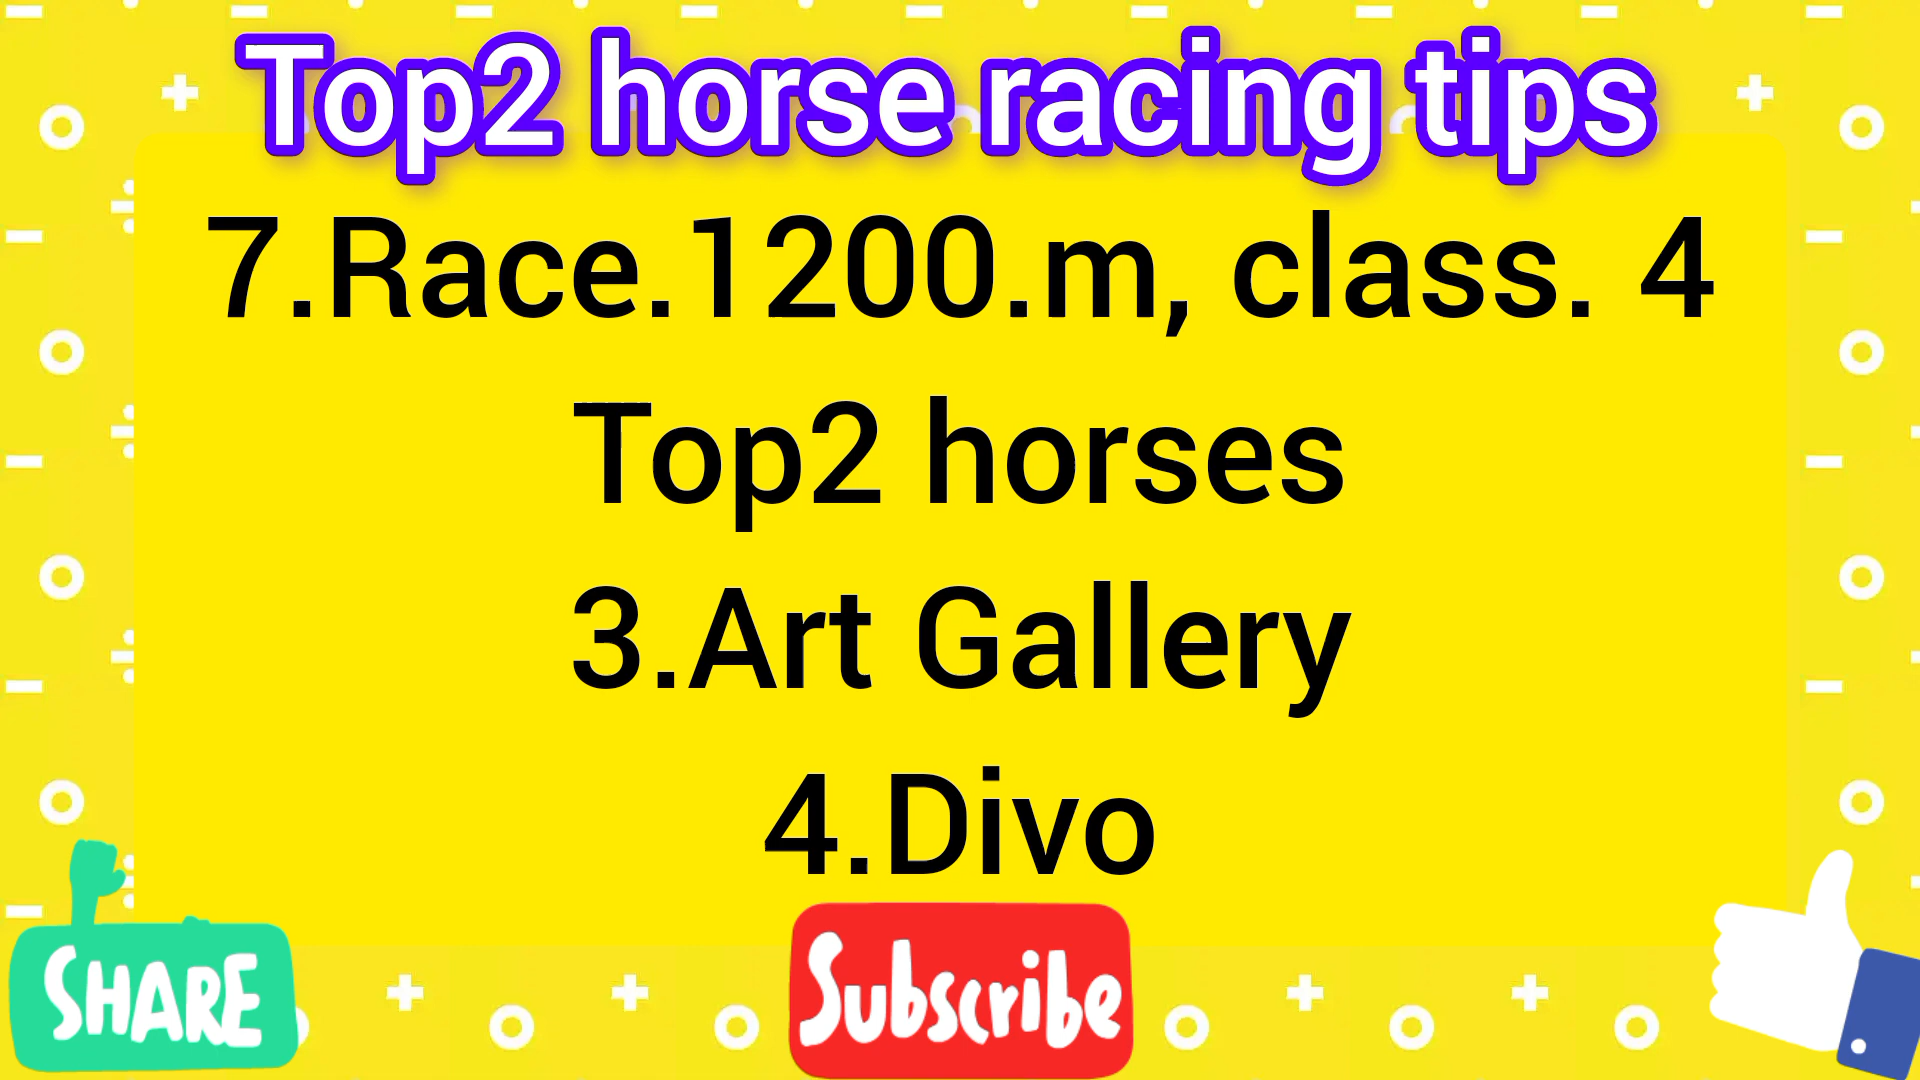 Top2 horse racing tips
7.Race.1200.m, class. 4
Top2 horses
3.Art Gallery
4.Divo
SHARE
Subscribe